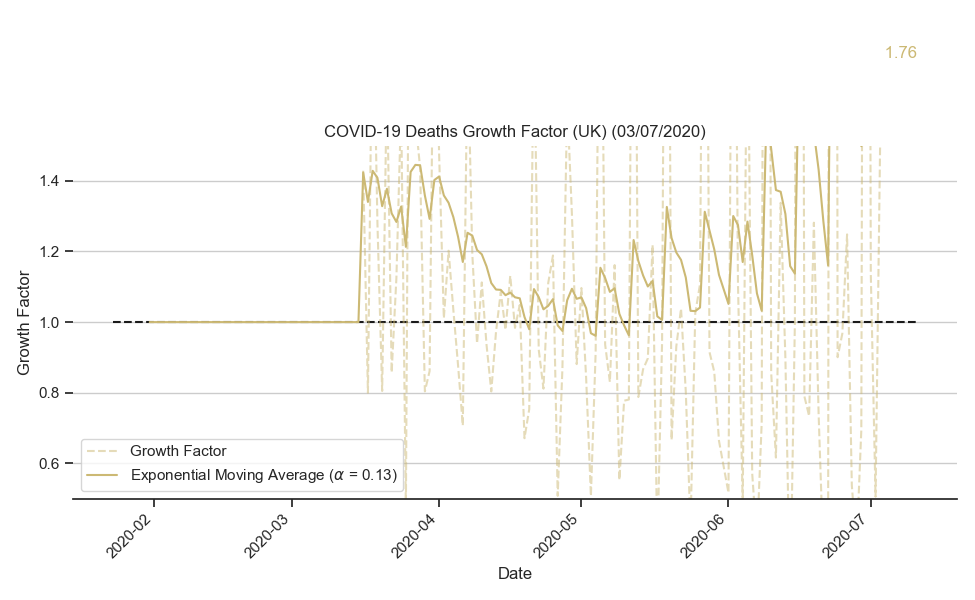 1.76
COVID-19 Deaths Growth Factor (UK) (03/07/2020)
1.4
1.2
1.0
0.8
0.6
Growth Factor
Growth Factor
Exponential Moving Average (α = 0.13)
2020-02
2020-03
2020-04
2020-05
2020-06
2020-07
Date